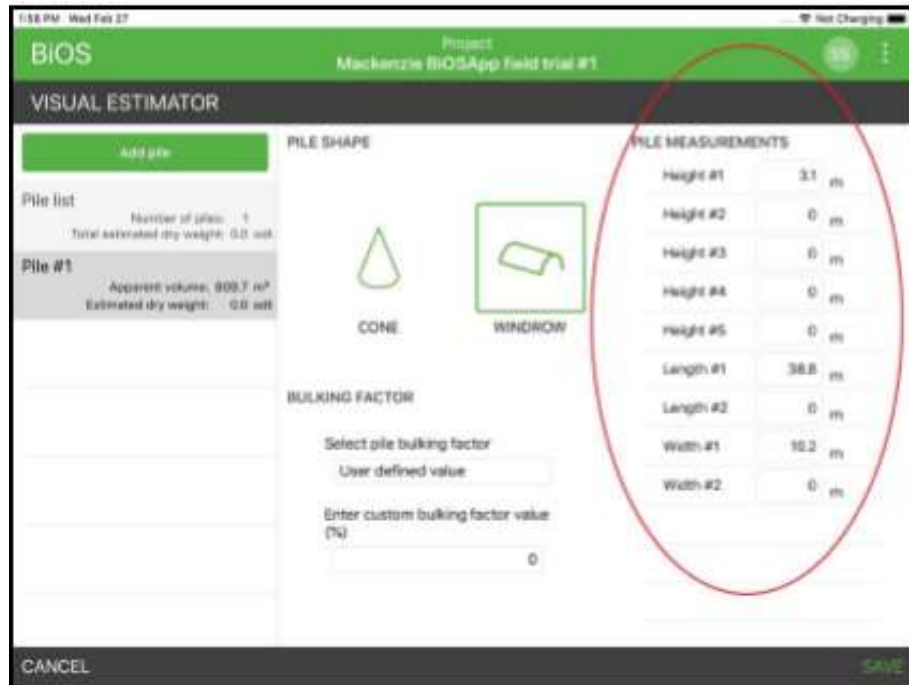 1:58 PM Wed Feb 27
Not Charging
BiOS
Project
Mackenzie BiOSApp field trial #1
VISUAL ESTIMATOR
Add pile
Pile list
Number of piles: 1
Total estimated dry weight: 0.0 odt
Pile #1
Apparent volume: 809.7 m³
Estimated dry weight: 0.0 odt
PILE SHAPE
CONE
WINDROW
BULKING FACTOR
Select pile bulking factor
User defined value
Enter custom bulking factor value
(%)
0
PILE MEASUREMENTS
Height #1 3.1 m
Height #2 0 m
Height #3 0 m
Height #4 0 m
Height #5 0 m
Length #1 38.8 m
Length #2 0 m
Width #1 10.2 m
Width #2 0 m
CANCEL
SAVE